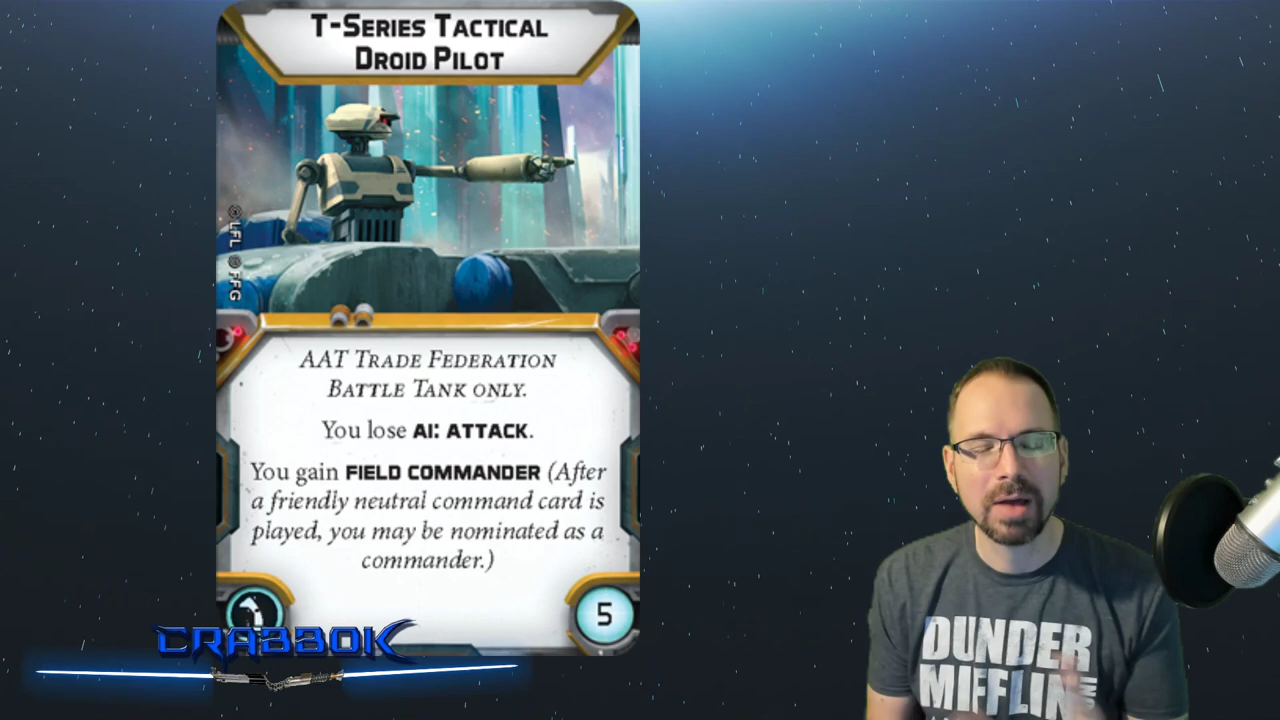 T-Series Tactical
Droid Pilot
© LFL © FFG
AAT Trade Federation
Battle Tank only.
You lose AI: Attack.
You gain Field Commander (After
a friendly neutral command card is
played, you may be nominated as a
commander.)
5
CRABBOK
DUNDER
MIFFLIN